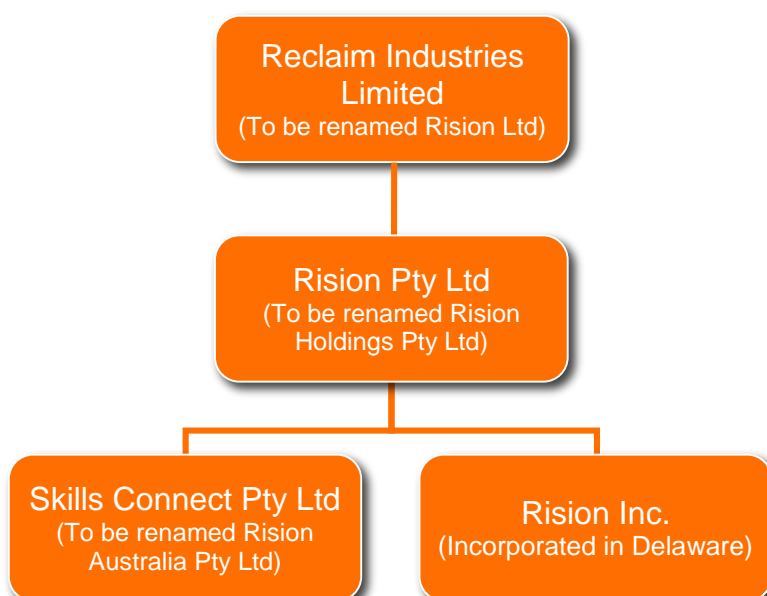 Reclaim Industries
Limited
(To be renamed Rision Ltd)
Rision Pty Ltd
(To be renamed Rision
Holdings Pty Ltd)
Skills Connect Pty Ltd
(To be renamed Rision
Australia Pty Ltd)
Rision Inc.
(Incorporated in Delaware)